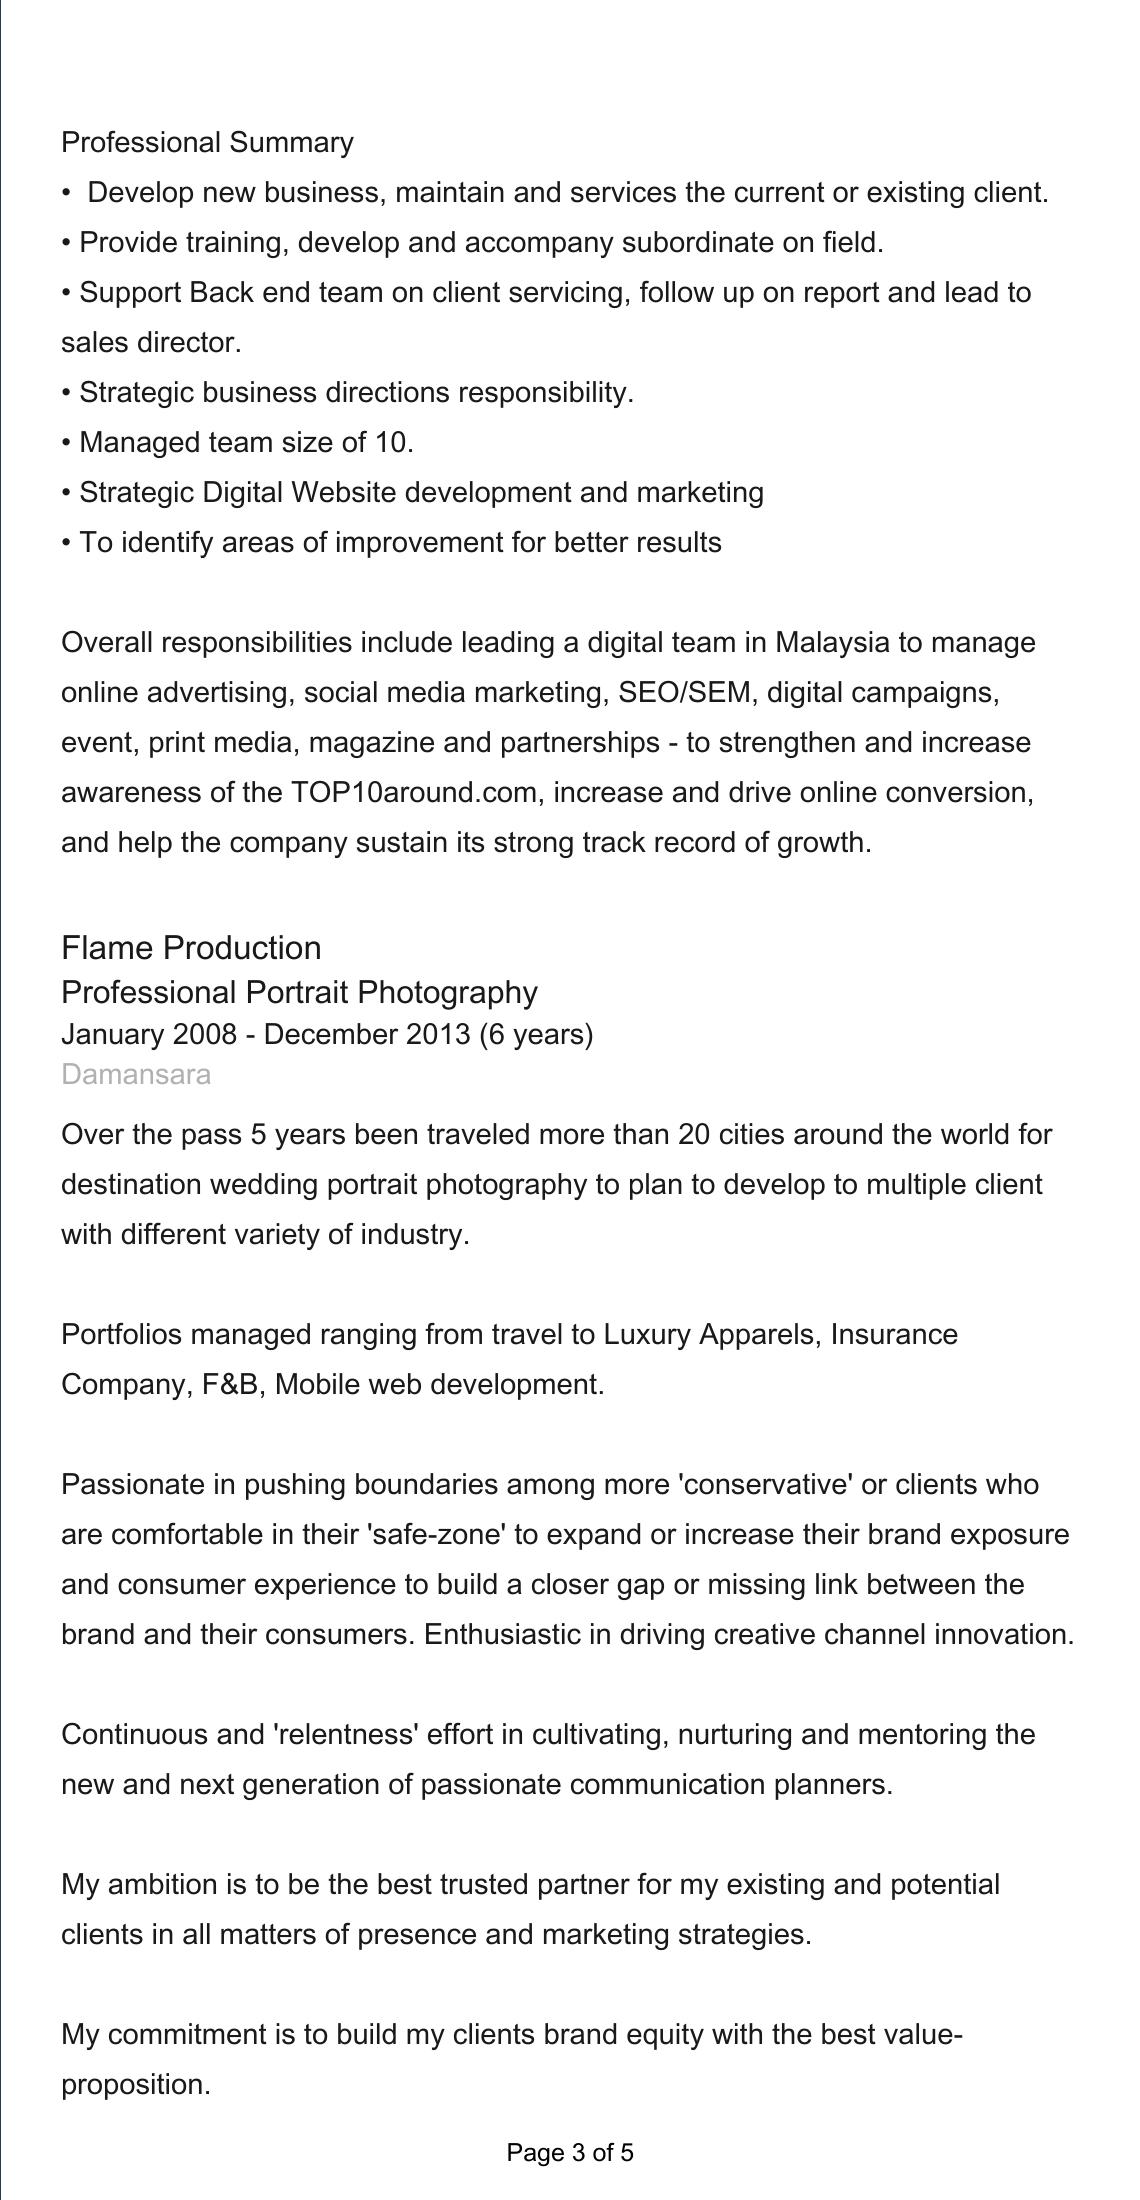 Professional Summary
•  Develop new business, maintain and services the current or existing client.
• Provide training, develop and accompany subordinate on field.
• Support Back end team on client servicing, follow up on report and lead to
sales director.
• Strategic business directions responsibility.
• Managed team size of 10.
• Strategic Digital Website development and marketing
• To identify areas of improvement for better results
Overall responsibilities include leading a digital team in Malaysia to manage
online advertising, social media marketing, SEO/SEM, digital campaigns,
event, print media, magazine and partnerships - to strengthen and increase
awareness of the TOP10around.com, increase and drive online conversion,
and help the company sustain its strong track record of growth.
Flame Production
Professional Portrait Photography
January 2008 - December 2013 (6 years)
Damansara
Over the pass 5 years been traveled more than 20 cities around the world for
destination wedding portrait photography to plan to develop to multiple client
with different variety of industry.
Portfolios managed ranging from travel to Luxury Apparels, Insurance
Company, F&B, Mobile web development.
Passionate in pushing boundaries among more 'conservative' or clients who
are comfortable in their 'safe-zone' to expand or increase their brand exposure
and consumer experience to build a closer gap or missing link between the
brand and their consumers. Enthusiastic in driving creative channel innovation.
Continuous and 'relentness' effort in cultivating, nurturing and mentoring the
new and next generation of passionate communication planners.
My ambition is to be the best trusted partner for my existing and potential
clients in all matters of presence and marketing strategies.
My commitment is to build my clients brand equity with the best value-
proposition.
Page 3 of 5